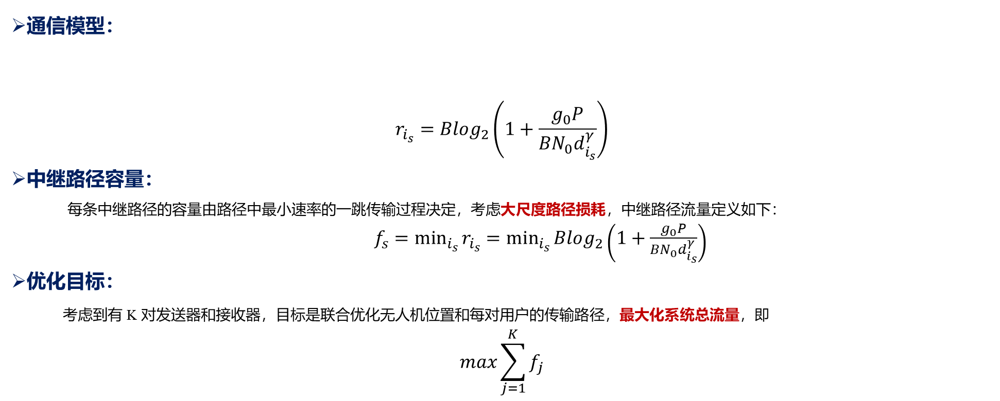 ➢通信模型：
$r_{i_s} = Blog_2\left(1 + \frac{g_0 P}{B N_0 d_{i_s}^{\gamma}}\right)$
➢中继路径容量：
每条中继路径的容量由路径中最小速率的一跳传输过程决定，考虑大尺度路径损耗，中继路径流量定义如下：
$f_s = \min_{i_s} r_{i_s} = \min_{i_s} Blog_2\left(1 + \frac{g_0 P}{B N_0 d_{i_s}^{\gamma}}\right)$
➢优化目标：
考虑到有 K 对发送器和接收器，目标是联合优化无人机位置和每对用户的传输路径，最大化系统总流量，即
$max \sum_{j=1}^{K} f_j$